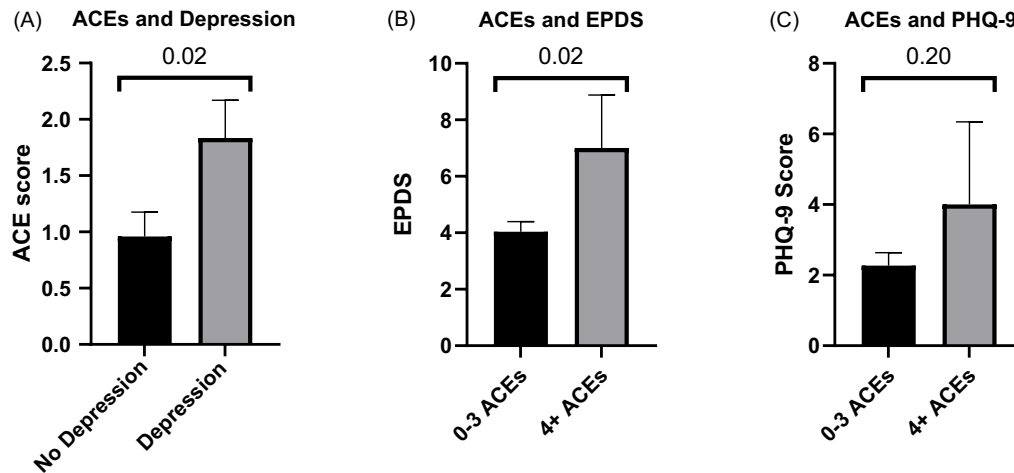 (A) ACEs and Depression
0.02
2.5
2.0
1.5
1.0
0.5
0.0
ACE score
No Depression
Depression
(B) ACEs and EPDS
0.02
10
8
6
4
2
0
EPDS
0-3 ACEs
4+ ACEs
(C) ACEs and PHQ-9
0.20
8
6
4
2
0
PHQ-9 Score
0-3 ACEs
4+ ACEs